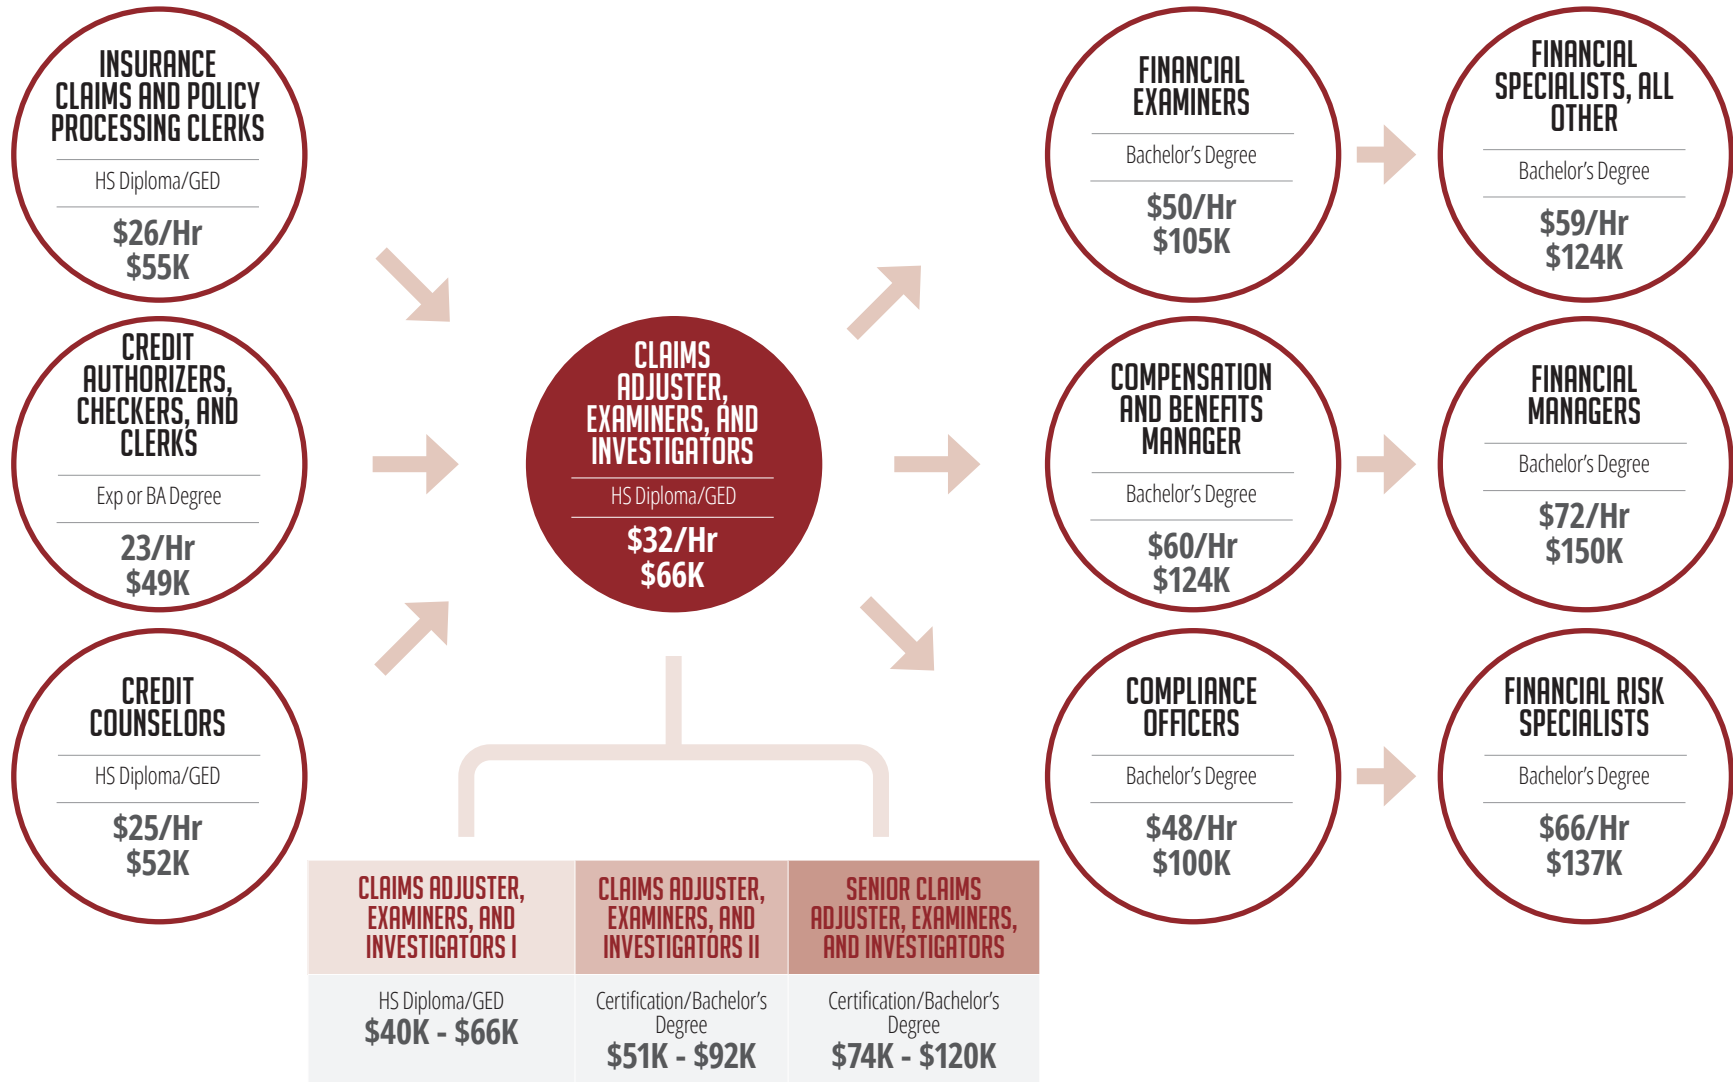 INSURANCE
CLAIMS AND POLICY
PROCESSING CLERKS
HS Diploma/GED
$26/Hr
$55K
CREDIT
AUTHORIZERS,
CHECKERS, AND
CLERKS
Exp or BA Degree
23/Hr
$49K
CREDIT
COUNSELORS
HS Diploma/GED
$25/Hr
$52K
CLAIMS
ADJUSTER,
EXAMINERS, AND
INVESTIGATORS
HS Diploma/GED
$32/Hr
$66K
CLAIMS ADJUSTER,
EXAMINERS, AND
INVESTIGATORS I
HS Diploma/GED
$40K - $66K
CLAIMS ADJUSTER,
EXAMINERS, AND
INVESTIGATORS II
Certification/Bachelor's
Degree
$51K - $92K
SENIOR CLAIMS
ADJUSTER, EXAMINERS,
AND INVESTIGATORS
Certification/Bachelor's
Degree
$74K - $120K
FINANCIAL
EXAMINERS
Bachelor's Degree
$50/Hr
$105K
FINANCIAL
SPECIALISTS, ALL
OTHER
Bachelor's Degree
$59/Hr
$124K
COMPENSATION
AND BENEFITS
MANAGER
Bachelor's Degree
$60/Hr
$124K
FINANCIAL
MANAGERS
Bachelor's Degree
$72/Hr
$150K
COMPLIANCE
OFFICERS
Bachelor's Degree
$48/Hr
$100K
FINANCIAL RISK
SPECIALISTS
Bachelor's Degree
$66/Hr
$137K